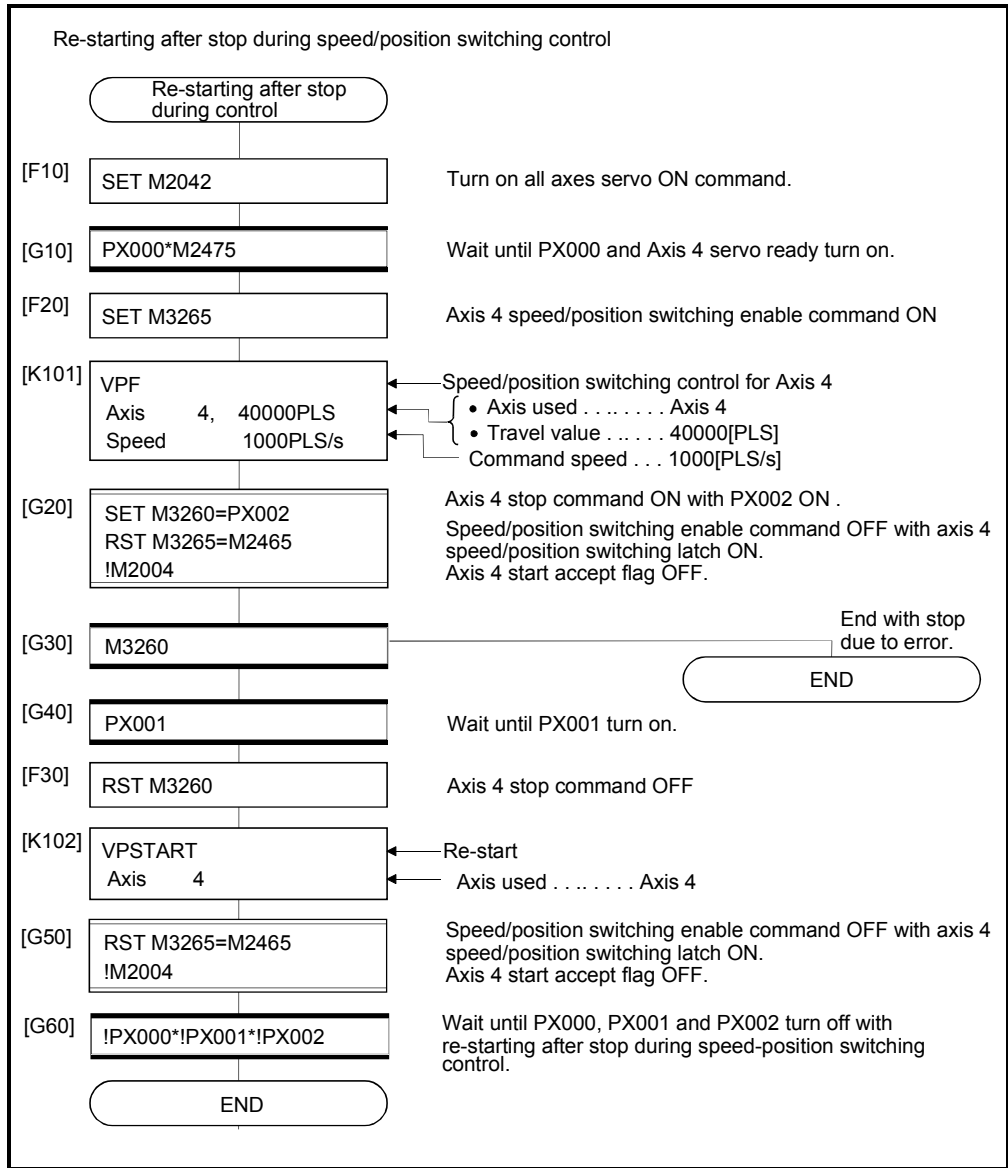 Re-starting after stop during speed/position switching control
Re-starting after stop
during control
[F10]
SET M2042
Turn on all axes servo ON command.
[G10]
PX000*M2475
Wait until PX000 and Axis 4 servo ready turn on.
[F20]
SET M3265
Axis 4 speed/position switching enable command ON
[K101]
VPF
Axis 4, 40000PLS
Speed 1000PLS/s
Speed/position switching control for Axis 4
• Axis used . . .. . . . . Axis 4
• Travel value . .. . . . 40000[PLS]
Command speed . . . 1000[PLS/s]
[G20]
SET M3260=PX002
RST M3265=M2465
!M2004
Axis 4 stop command ON with PX002 ON .
Speed/position switching enable command OFF with axis 4
speed/position switching latch ON.
Axis 4 start accept flag OFF.
[G30]
M3260
End with stop
due to error.
END
[G40]
PX001
Wait until PX001 turn on.
[F30]
RST M3260
Axis 4 stop command OFF
[K102]
VPSTART
Axis 4
Re-start
Axis used . . .. . . . . Axis 4
[G50]
RST M3265=M2465
!M2004
Speed/position switching enable command OFF with axis 4
speed/position switching latch ON.
Axis 4 start accept flag OFF.
[G60]
!PX000*!PX001*!PX002
Wait until PX000, PX001 and PX002 turn off with
re-starting after stop during speed-position switching
control.
END